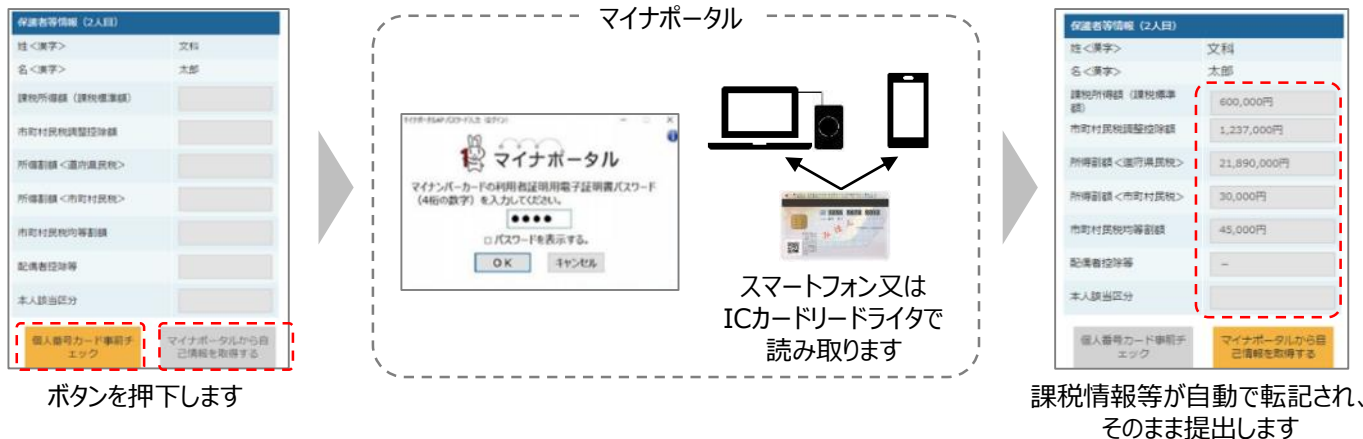 保護者等情報（2人目）
姓＜漢字＞ 文科
名＜漢字＞ 太郎
課税所得額（課税標準額）
市町村民税調整控除額
所得割額＜道府県民税＞
所得割額＜市町村民税＞
市町村民税均等割額
配偶者控除等
本人該当区分
個人番号カード事前チ
ェック
マイナポータルから自
己情報を取得する
ボタンを押下します
マイナポータル
マイナポータル
マイナンバーカードの利用者証明用電子証明書パスワード
（4桁の数字）を入力してください。
●●●●
□パスワードを表示する。
OK キャンセル
みほん
スマートフォン又は
ICカードリードライタで
読み取ります
保護者等情報（2人目）
姓＜漢字＞ 文科
名＜漢字＞ 太郎
課税所得額（課税標準
額） 600,000円
市町村民税調整控除額 1,237,000円
所得割額＜道府県民税＞ 21,890,000円
所得割額＜市町村民税＞ 30,000円
市町村民税均等割額 45,000円
配偶者控除等 －
本人該当区分
個人番号カード事前チ
ェック
マイナポータルから自
己情報を取得する
課税情報等が自動で転記され、
そのまま提出します